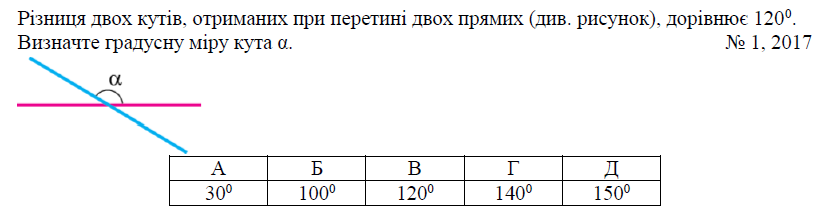 Різниця двох кутів, отриманих при перетині двох прямих (див. рисунок), дорівнює 120⁰.
Визначте градусну міру кута α. № 1, 2017
α
А Б В Г Д
30⁰ 100⁰ 120⁰ 140⁰ 150⁰